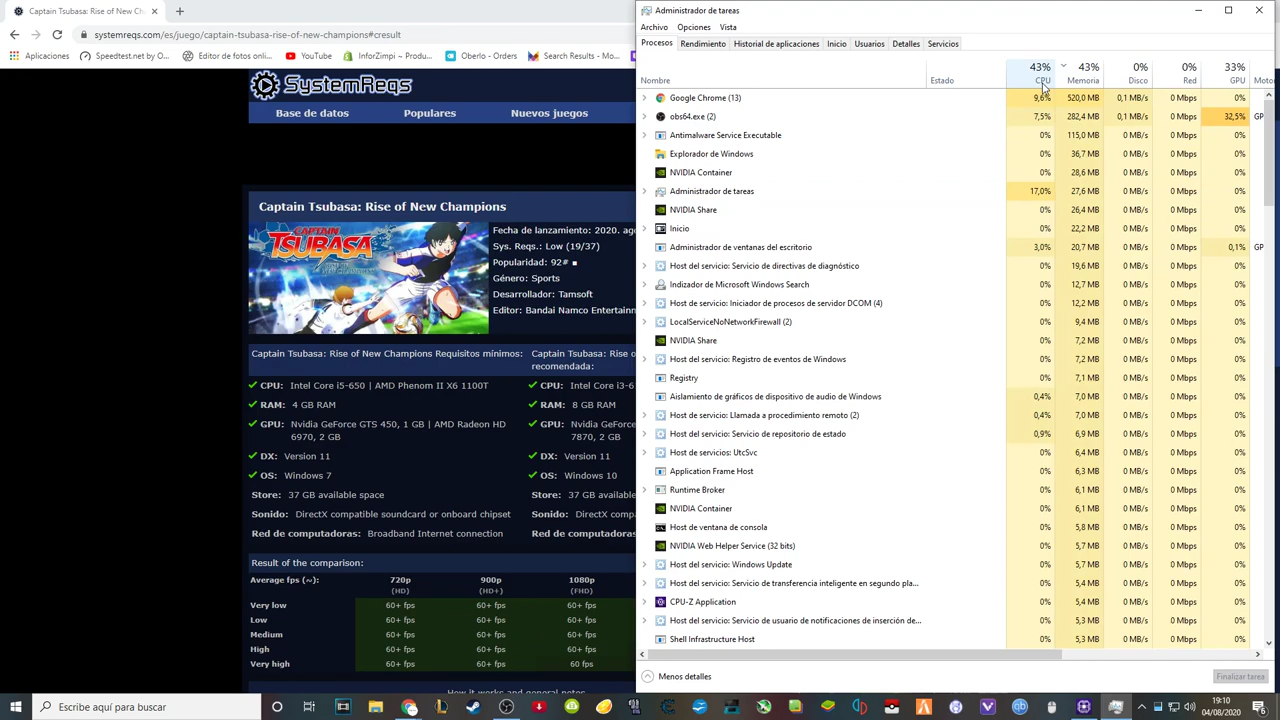 Captain Tsubasa: Rise of New Cham
systemreqs.es/juego/captain-tsubasa-rise-of-new-champions#cresult
Aplicaciones
Speedtest.net by O...
Editor de fotos onli...
YouTube
InforZimpi - Proyect...
Oberlo - Orders
Mozil
SystemReqs
Base de datos
Populares
Nuevos juegos
Captain Tsubasa: Rise of New Champions
CAPTAIN TSUBASA
Fecha de lanzamiento: 2020. ago
Sys. Reqs.: Low (19/37)
Popularidad: 92#
Género: Sports
Desarrollador: Tamsoft
Editor: Bandai Namco Entertainm
Captain Tsubasa: Rise of New Champions Requisitos mínimos:
Captain Tsubasa: Rise o
recomendada:
CPU: Intel Core i5-650 | AMD Phenom II X6 1100T
CPU: Intel Core i3-6
RAM: 4 GB RAM
RAM: 8 GB RAM
GPU: Nvidia GeForce GTS 450, 1 GB | AMD Radeon HD
6970, 2 GB
GPU: Nvidia GeForce
7870, 2 GB
DX: Version 11
DX: Version 11
OS: Windows 7
OS: Windows 10
Store: 37 GB available space
Store: 37 GB available
Sonido: DirectX compatible soundcard or onboard chipset
Sonido: DirectX compat
Red de computadoras: Broadband Internet connection
Red de computadoras:
Result of the comparison:
Average fps (~): 720p 900p 1080p
(HD) (HD+) (FHD)
Very low 60+ fps 60+ fps 60+ fps
Low 60+ fps 60+ fps 60+ fps
Medium 60+ fps 60+ fps 60+ fps
High 60+ fps 60+ fps 60+ fps
Very high 60+ fps 60+ fps 60+ fps
How it works and general notes
Administrador de tareas
Archivo Opciones Vista
Procesos Rendimiento Historial de aplicaciones Inicio Usuarios Detalles Servicios
43% 43% 0% 0% 33%
Nombre Estado CPU Memoria Disco Red GPU Motor
Google Chrome (13) 9,6% 520,0 MB 0,1 MB/s 0 Mbps 0%
obs64.exe (2) 7,5% 282,4 MB 0,1 MB/s 0 Mbps 32,5% GP
Antimalware Service Executable 0% 115,0 MB 0 MB/s 0 Mbps 0%
Explorador de Windows 0% 36,7 MB 0 MB/s 0 Mbps 0%
NVIDIA Container 0% 28,6 MB 0 MB/s 0 Mbps 0%
Administrador de tareas 17,0% 27,6 MB 0 MB/s 0 Mbps 0%
NVIDIA Share 0% 26,4 MB 0 MB/s 0 Mbps 0%
Inicio 0% 22,2 MB 0 MB/s 0 Mbps 0%
Administrador de ventanas del escritorio 3,0% 20,7 MB 0 MB/s 0 Mbps 0,1% GP
Host del servicio: Servicio de directivas de diagnóstico 0% 19,6 MB 0 MB/s 0 Mbps 0%
Indizador de Microsoft Windows Search 0% 12,7 MB 0 MB/s 0 Mbps 0%
Host de servicio: Iniciador de procesos de servidor DCOM (4) 0% 12,2 MB 0 MB/s 0 Mbps 0%
LocalServiceNoNetworkFirewall (2) 0% 9,4 MB 0 MB/s 0 Mbps 0%
NVIDIA Share 0% 7,2 MB 0 MB/s 0 Mbps 0%
Host del servicio: Registro de eventos de Windows 0% 7,2 MB 0 MB/s 0 Mbps 0%
Registry 0% 7,1 MB 0 MB/s 0 Mbps 0%
Aislamiento de gráficos de dispositivo de audio de Windows 0,4% 7,0 MB 0 MB/s 0 Mbps 0%
Host de servicio: Llamada a procedimiento remoto (2) 0,4% 7,0 MB 0 MB/s 0 Mbps 0%
Host del servicio: Servicio de repositorio de estado 0,9% 6,9 MB 0 MB/s 0 Mbps 0%
Host de servicios: UtcSvc 0% 6,4 MB 0 MB/s 0 Mbps 0%
Application Frame Host 0% 6,3 MB 0 MB/s 0 Mbps 0%
Runtime Broker 0% 6,1 MB 0 MB/s 0 Mbps 0%
NVIDIA Container 0% 6,1 MB 0 MB/s 0 Mbps 0%
Host de ventana de consola 0% 5,8 MB 0 MB/s 0 Mbps 0%
NVIDIA Web Helper Service (32 bits) 0% 5,7 MB 0 MB/s 0 Mbps 0%
Host del servicio: Windows Update 0% 5,7 MB 0 MB/s 0 Mbps 0%
Host del servicio: Servicio de transferencia inteligente en segundo pla... 0% 5,4 MB 0 MB/s 0 Mbps 0%
CPU-Z Application 0% 5,4 MB 0 MB/s 0 Mbps 0%
Host del servicio: Servicio de usuario de notificaciones de inserción de... 0% 5,3 MB 0 MB/s 0 Mbps 0%
Shell Infrastructure Host 0% 5,3 MB 0 MB/s 0 Mbps 0%
Menos detalles
Finalizar tarea
Escribe aquí para buscar
19:10
04/08/2020